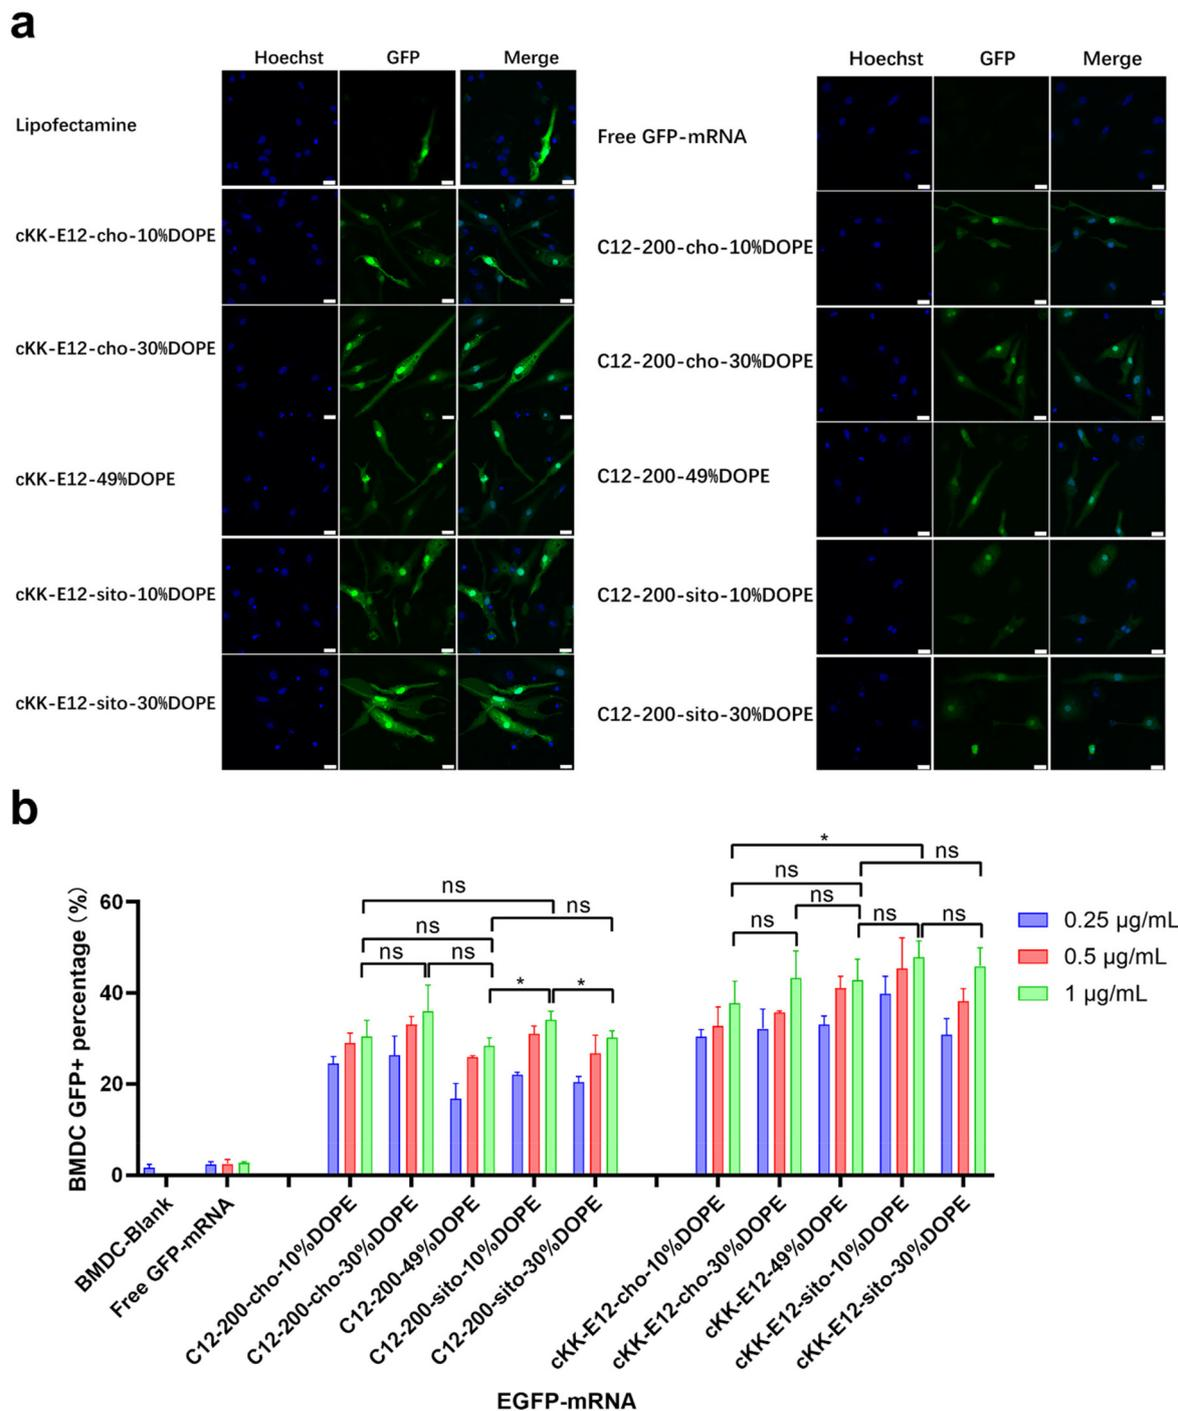 a
Hoechst GFP Merge
Lipofectamine
cKK-E12-cho-10%DOPE
cKK-E12-cho-30%DOPE
cKK-E12-49%DOPE
cKK-E12-sito-10%DOPE
cKK-E12-sito-30%DOPE
Hoechst GFP Merge
Free GFP-mRNA
C12-200-cho-10%DOPE
C12-200-cho-30%DOPE
C12-200-49%DOPE
C12-200-sito-10%DOPE
C12-200-sito-30%DOPE
b
BMDC GFP+ percentage (%)
60
40
20
0
ns
ns
ns
ns
ns
*
*
*
ns
ns
ns
ns
ns
ns
0.25 μg/mL
0.5 μg/mL
1 μg/mL
BMDC-Blank
Free GFP-mRNA
C12-200-cho-10%DOPE
C12-200-cho-30%DOPE
C12-200-49%DOPE
C12-200-sito-10%DOPE
C12-200-sito-30%DOPE
cKK-E12-cho-10%DOPE
cKK-E12-cho-30%DOPE
cKK-E12-49%DOPE
cKK-E12-sito-10%DOPE
cKK-E12-sito-30%DOPE
EGFP-mRNA